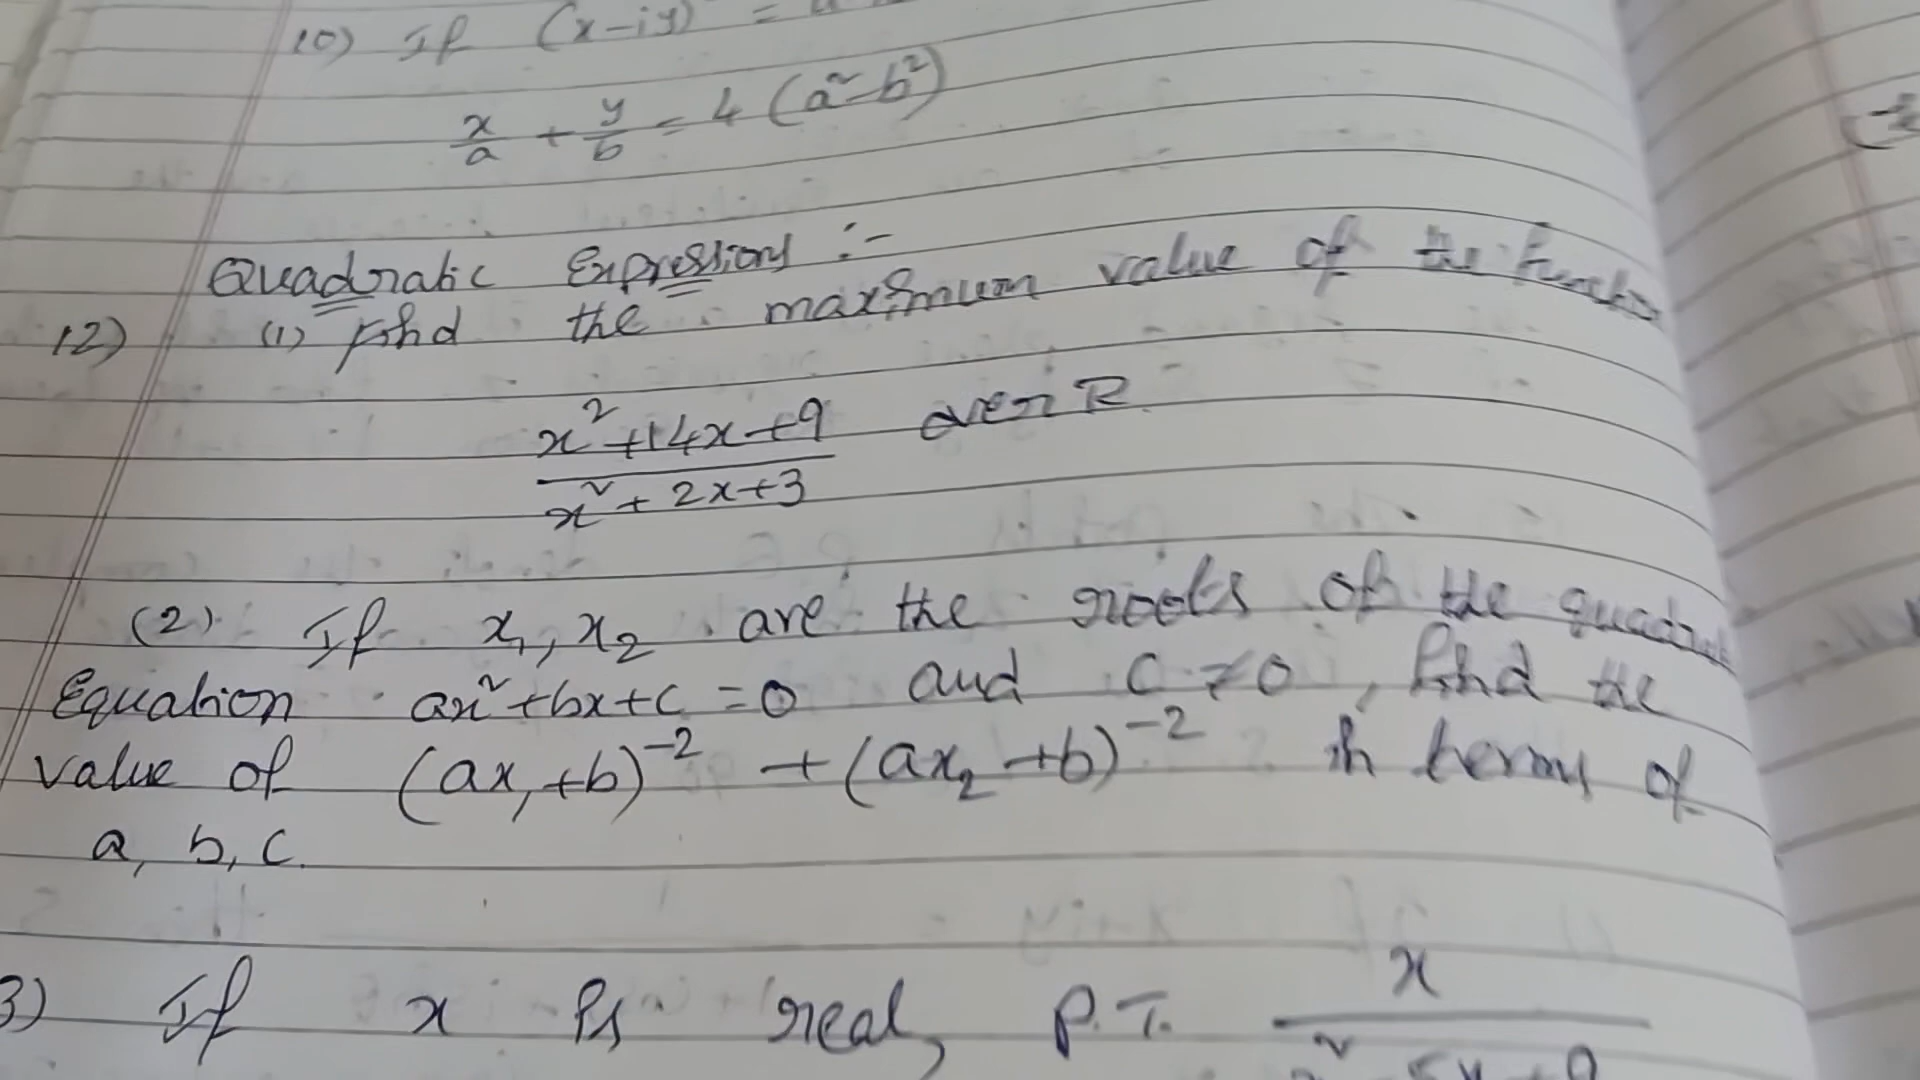 10) If (x-iy) =
x/a + y/b = 4 (a²-b²)
Quadratic Expressions :-
12) (1) Find the maximum value of the Function
x²+14x+9 / x²+2x+3 over R
(2) If x₁, x₂ are the roots of the quadratic
Equation ax²+bx+c=0 and c≠0, find the
value of (ax₁+b)⁻² + (ax₂+b)⁻² in terms of
a, b, c.
3) If x is real, P.T. x